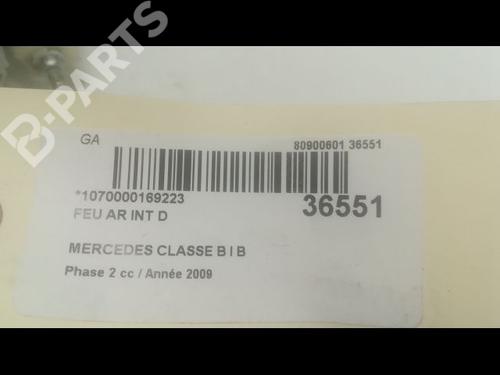 B-PARTS
GA
80900601 36551
*1070000169223
36551
FEU AR INT D
MERCEDES CLASSE B I B
Phase 2 cc / Année 2009